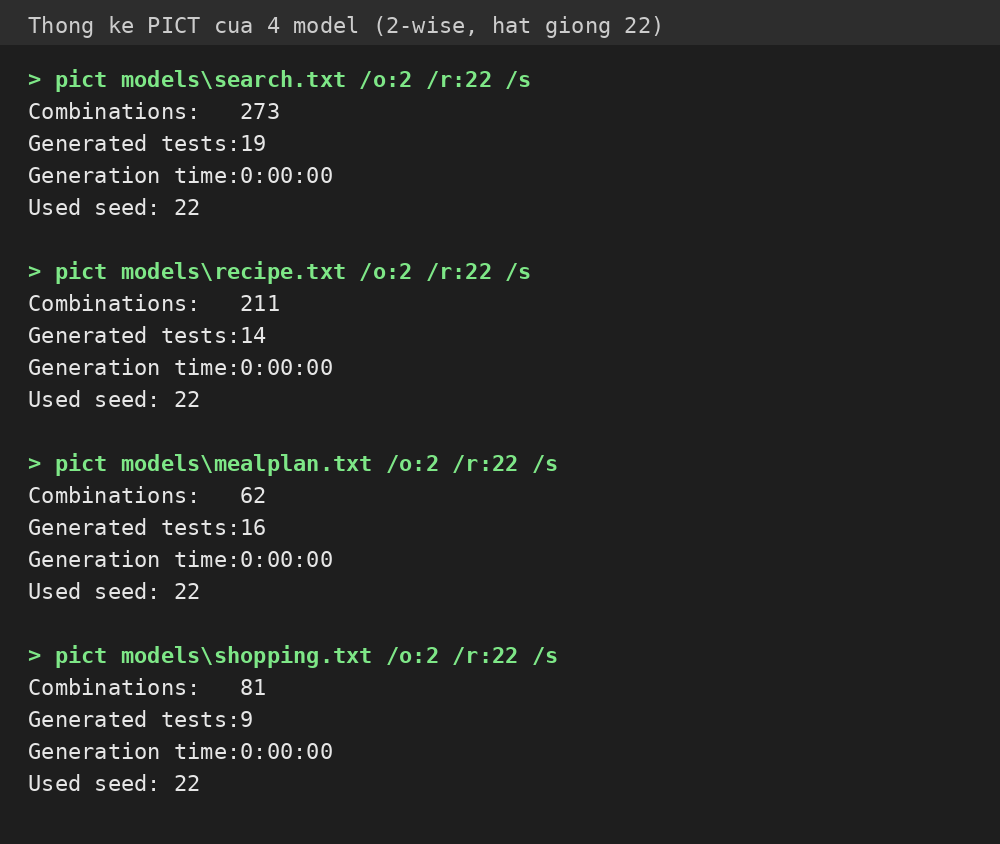 Thong ke PICT cua 4 model (2-wise, hat giong 22)
> pict models\search.txt /o:2 /r:22 /s
Combinations:   273
Generated tests:19
Generation time:0:00:00
Used seed: 22
> pict models\recipe.txt /o:2 /r:22 /s
Combinations:   211
Generated tests:14
Generation time:0:00:00
Used seed: 22
> pict models\mealplan.txt /o:2 /r:22 /s
Combinations:   62
Generated tests:16
Generation time:0:00:00
Used seed: 22
> pict models\shopping.txt /o:2 /r:22 /s
Combinations:   81
Generated tests:9
Generation time:0:00:00
Used seed: 22